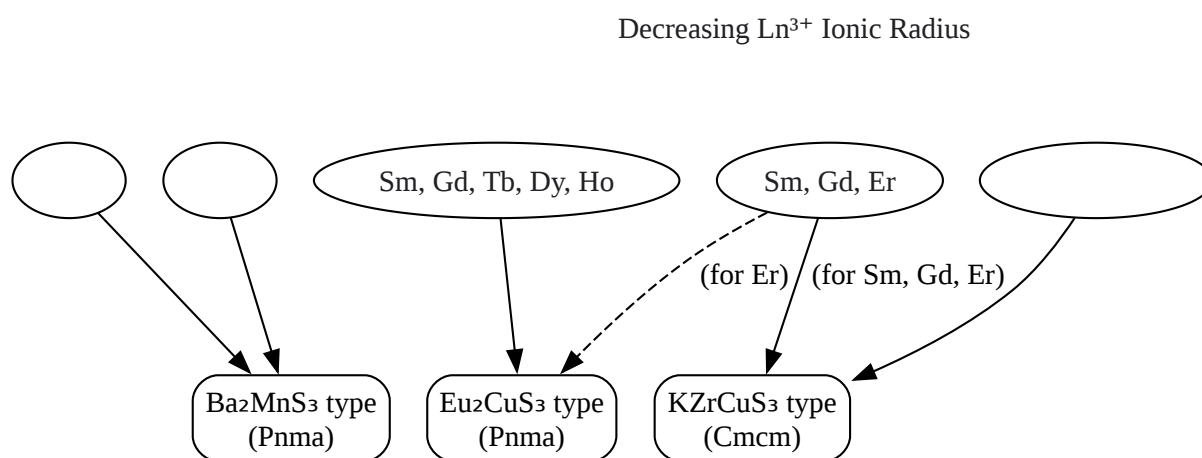 Decreasing Ln³⁺ Ionic Radius
Sm, Gd, Tb, Dy, Ho
Sm, Gd, Er
(for Er)
(for Sm, Gd, Er)
Ba₂MnS₃ type
(Pnma)
Eu₂CuS₃ type
(Pnma)
KZrCuS₃ type
(Cmcm)